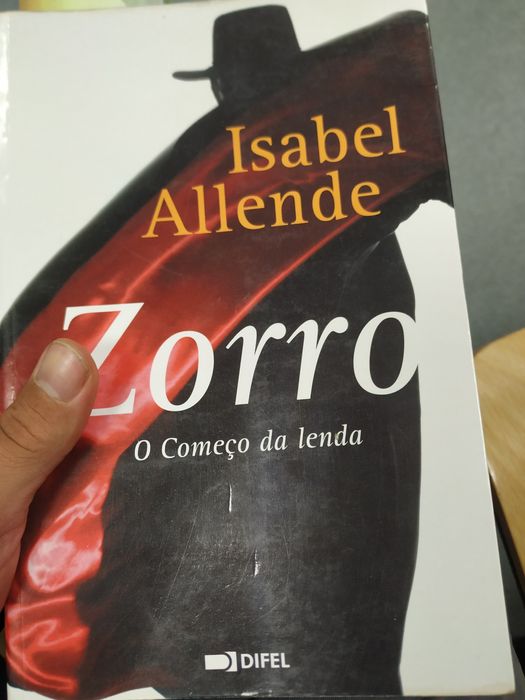 Isabel
Allende
Zorro
O Começo da lenda
DIFEL